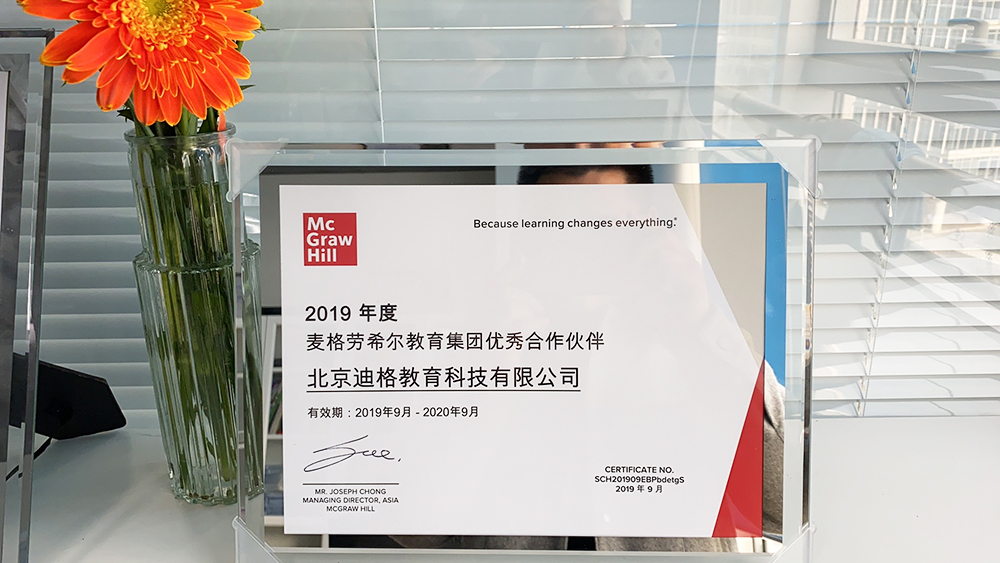 Mc
Graw
Hill
Because learning changes everything.®
2019 年度
麦格劳希尔教育集团优秀合作伙伴
北京迪格教育科技有限公司
有效期：2019年9月 - 2020年9月
MR. JOSEPH CHONG
MANAGING DIRECTOR, ASIA
MCGRAW HILL
CERTIFICATE NO.
SCH201909EBPbdetgS
2019 年 9 月